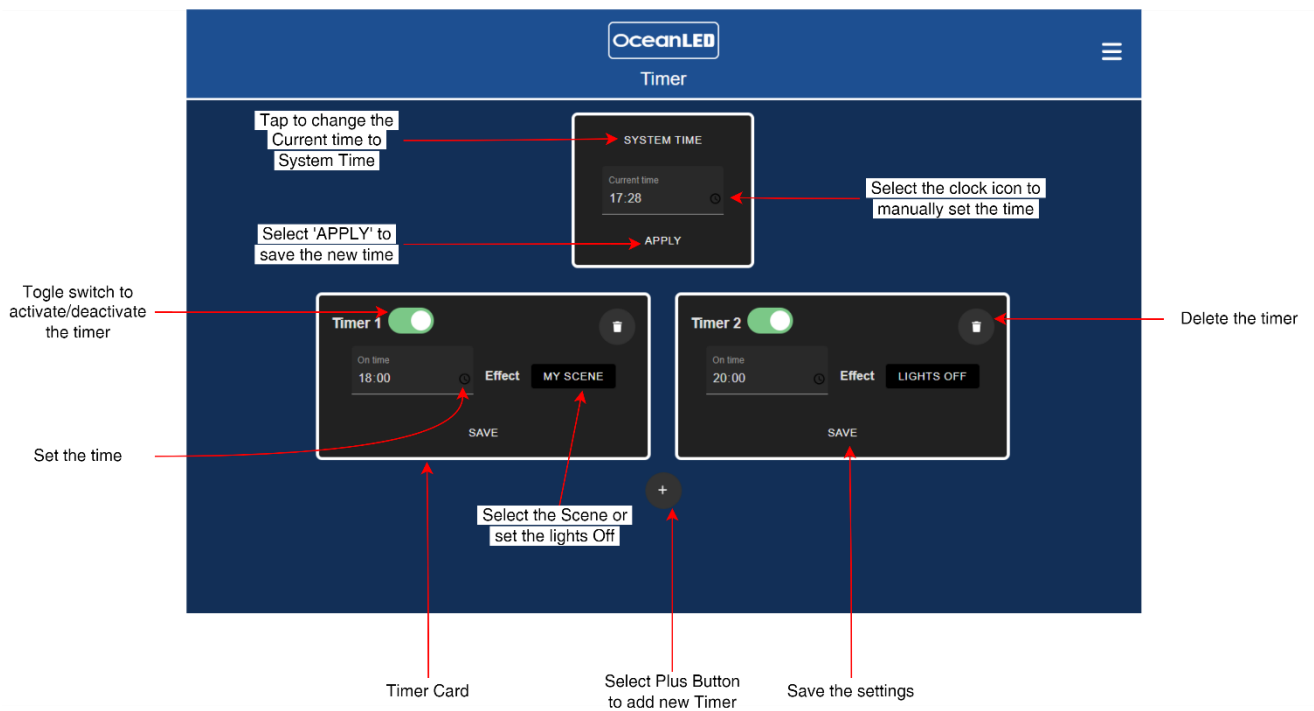 OceanLED
Timer
Tap to change the
Current time to
System Time
SYSTEM TIME
Current time
17:28
Select the clock icon to
manually set the time
Select 'APPLY' to
save the new time
APPLY
Togle switch to
activate/deactivate
the timer
Timer 1
On time
18:00
Effect
MY SCENE
SAVE
Timer 2
On time
20:00
Effect
LIGHTS OFF
SAVE
Delete the timer
Set the time
+
Select the Scene or
set the lights Off
Timer Card
Select Plus Button
to add new Timer
Save the settings